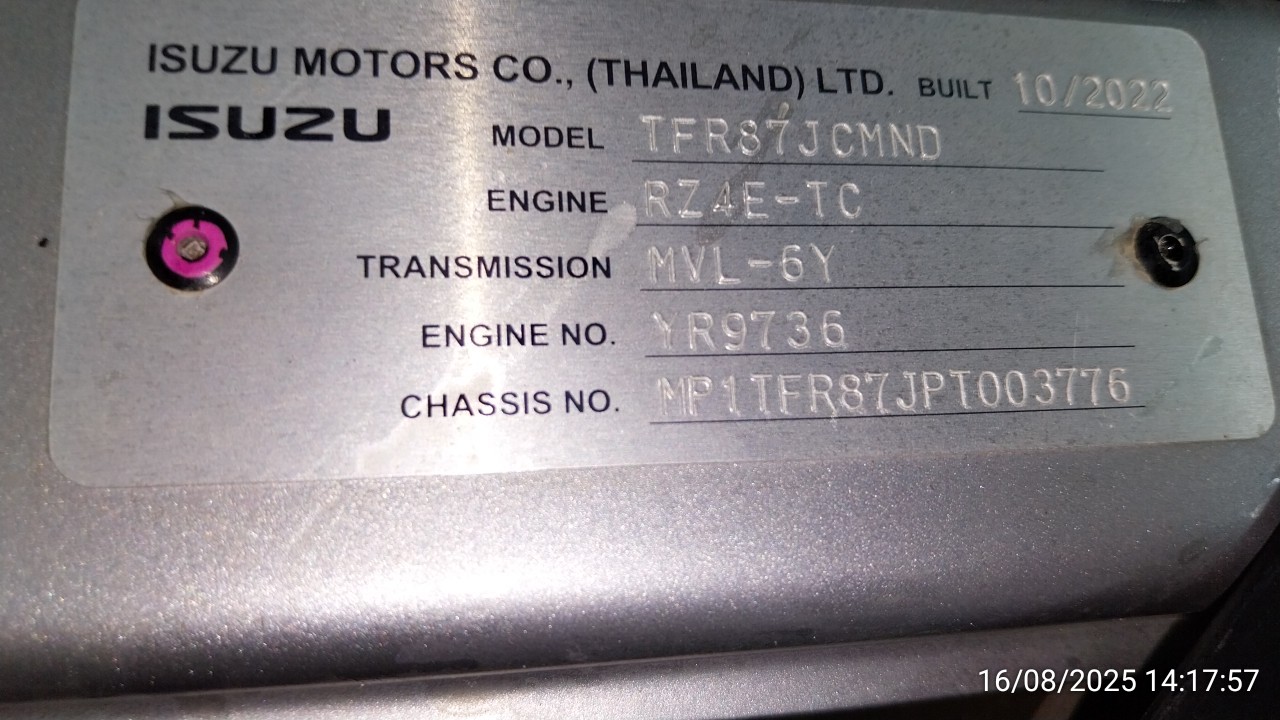 ISUZU MOTORS CO., (THAILAND) LTD. BUILT 10/2022
ISUZU
MODEL TFR87JCMND
ENGINE RZ4E-TC
TRANSMISSION MVL-6Y
ENGINE NO. YR9736
CHASSIS NO. MP1TFR87JPT003776
16/08/2025 14:17:57